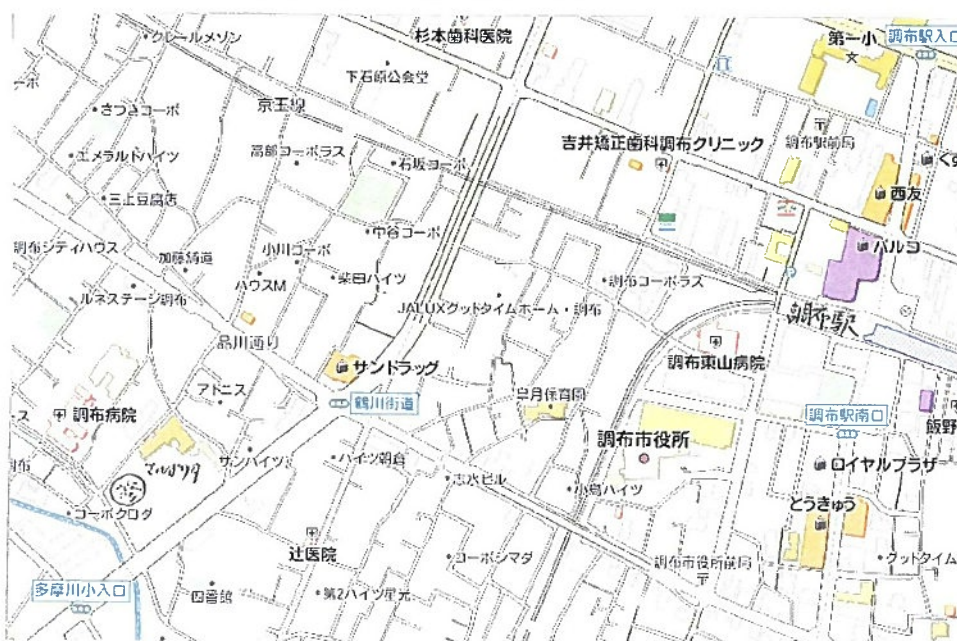 クレールメゾン
杉本歯科医院
第一小
調布駅入口
下石原公会堂
さつきコーポ
京王線
吉井矯正歯科調布クリニック
調布駅前局
エメラルドハイツ
高部コーポラス
石坂コーポ
西友
三上豆腐店
調布シティハウス
小川コーポ
中谷コーポ
パルコ
ハウスM
柴田ハイツ
調布コーポラス
ルネステージ調布
JALUXグッドタイムホーム・調布
調布駅
品川通り
サンドラッグ
調布東山病院
アトニス
鶴川街道
皐月保育園
調布駅南口
調布病院
飯野
調布市役所
サンハイツ
ハイツ朝倉
ロイヤルプラザ
志水ビル
小島ハイツ
コーポクロダ
とうきゅう
辻医院
コーポシマダ
調布市役所前局
グッドタイム
多摩川小入口
四番館
第2ハイツ星元